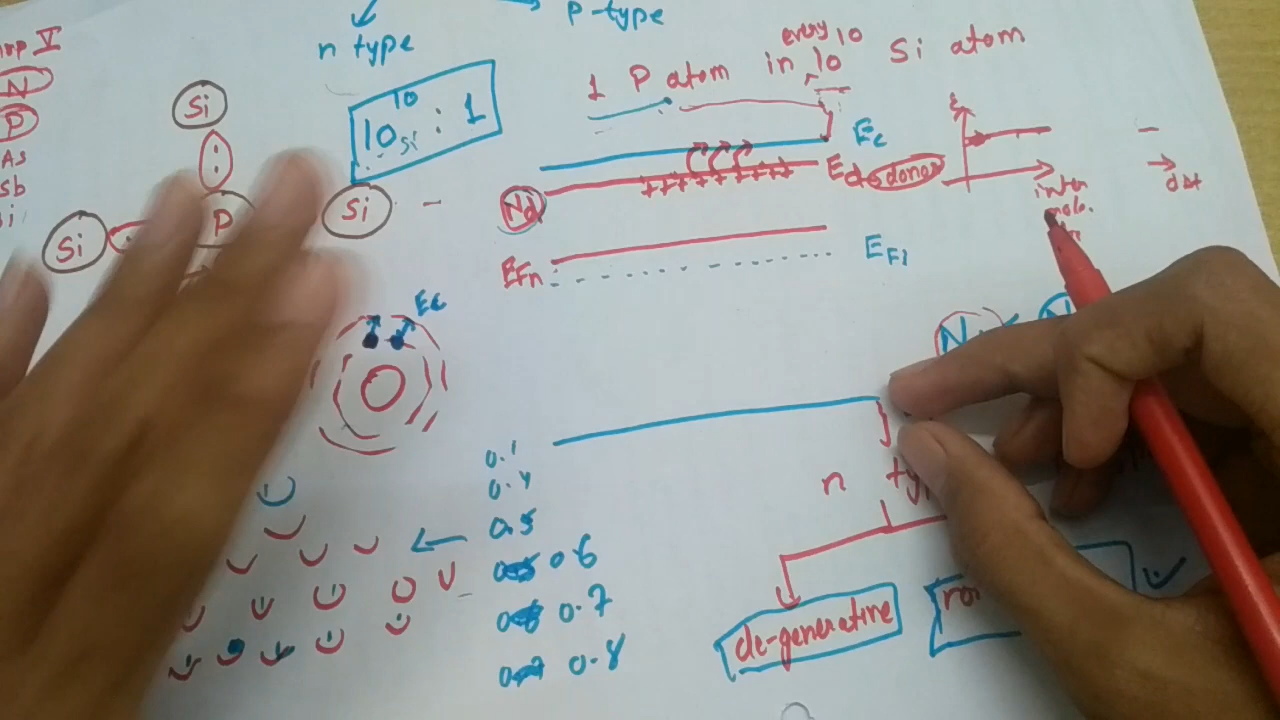 p-type
n type
V
N
P
As
Sb
Si
P
Si
Si
10^10 Si : 1
1 P atom in every 10^10 Si atom
Ec
Ed → donor
Nd
EFn
EFi
E
inter
dst
Ec
0.1
0.4
0.5
0.6
0.7
0.8
n
de-generative